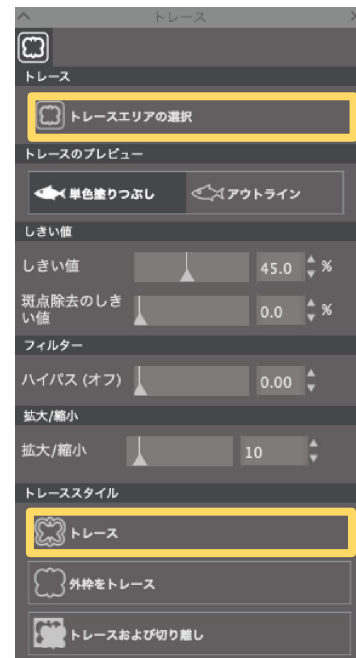 トレース
トレース
トレースエリアの選択
トレースのプレビュー
単色塗りつぶし アウトライン
しきい値
しきい値 45.0 %
斑点除去のしき
い値 0.0 %
フィルター
ハイパス (オフ) 0.00
拡大/縮小
拡大/縮小 10
トレーススタイル
トレース
外枠をトレース
トレースおよび切り離し